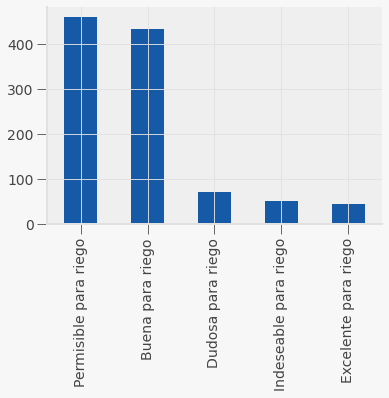 400
300
200
100
0
Permisible para riego
Buena para riego
Dudosa para riego
Indeseable para riego
Excelente para riego